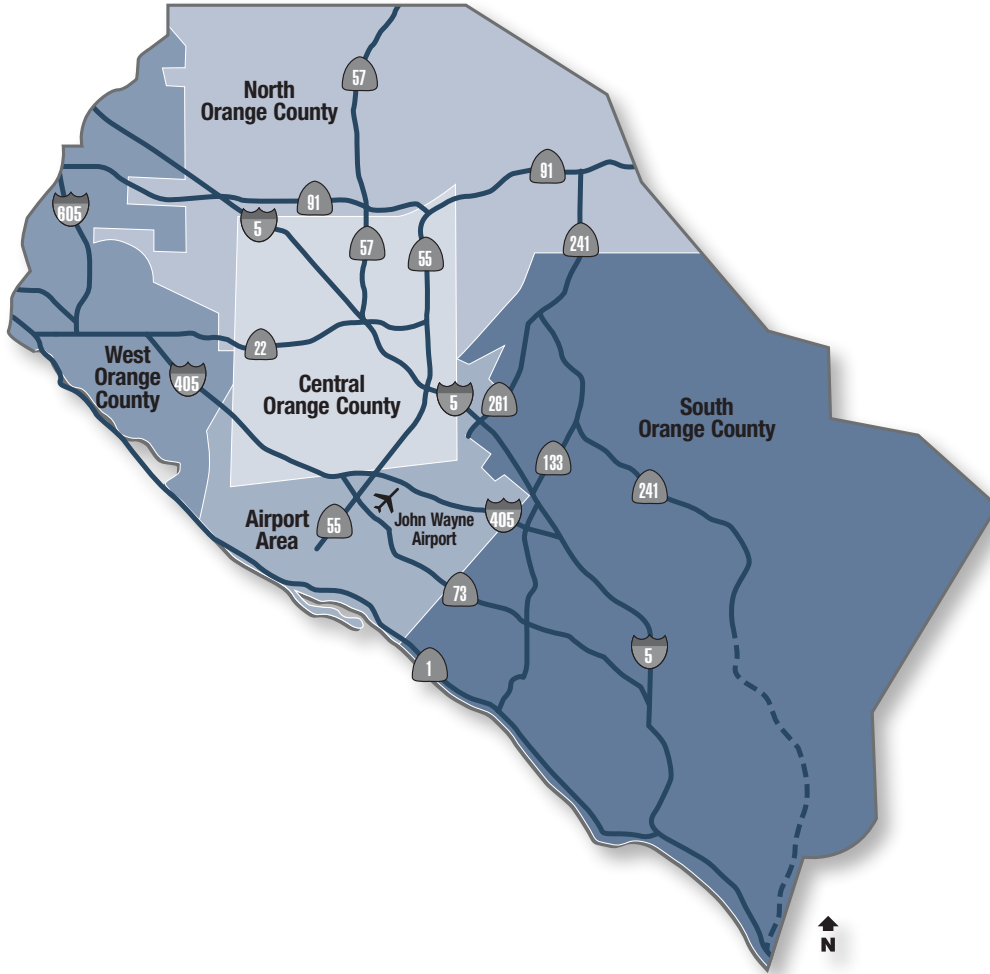 57
North
Orange County
91
91
605
5
57
55
241
22
West
Orange
County
405
Central
Orange County
5
261
South
Orange County
133
241
Airport
Area
55
John Wayne
Airport
405
73
5
1
N